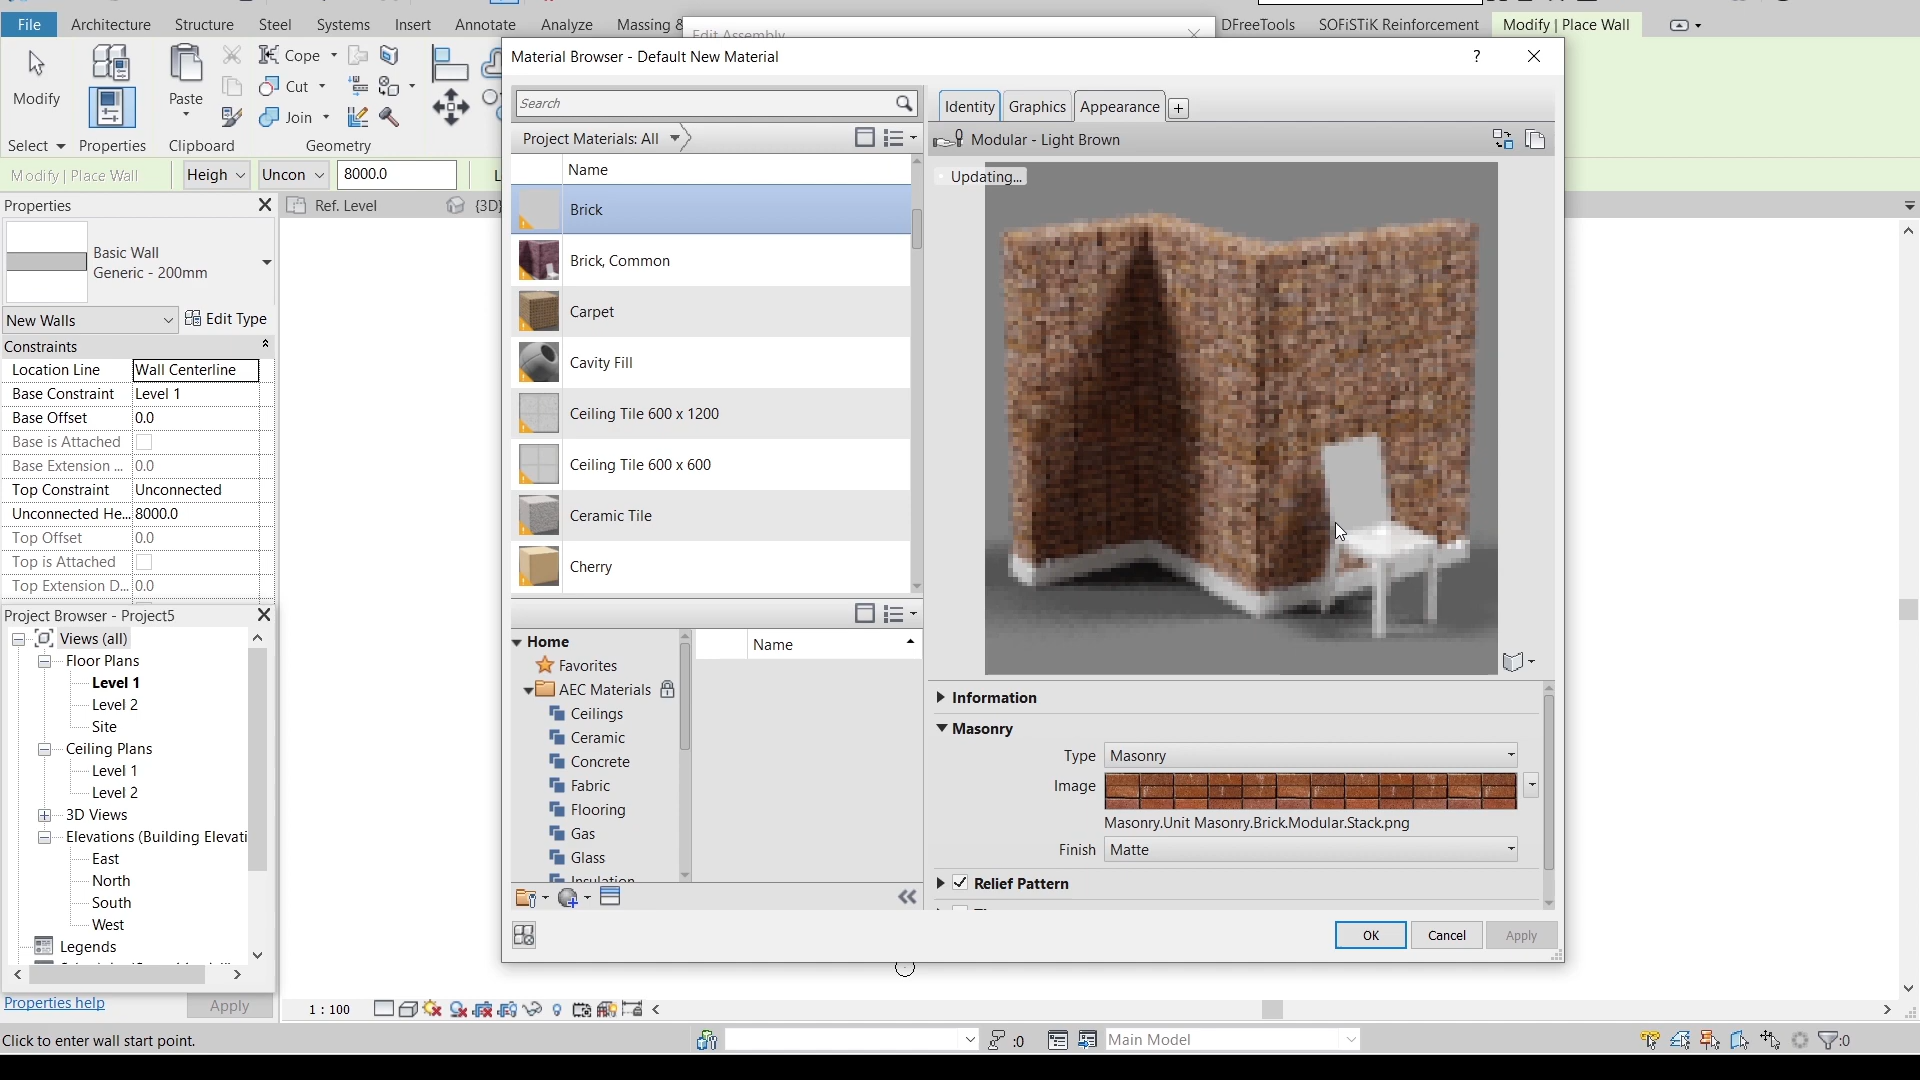 File
Architecture
Structure
Steel
Systems
Insert
Annotate
Analyze
Massing &
Edit Assembly
DFreeTools
SOFiSTiK Reinforcement
Modify | Place Wall
Modify
Paste
Cope
Cut
Join
Select
Properties
Clipboard
Geometry
Modify | Place Wall
Heigh
Uncon
8000.0
Properties
Ref. Level
{3D}
Basic Wall
Generic - 200mm
New Walls
Edit Type
Constraints
Location Line Wall Centerline
Base Constraint Level 1
Base Offset 0.0
Base is Attached
Base Extension ... 0.0
Top Constraint Unconnected
Unconnected He... 8000.0
Top Offset 0.0
Top is Attached
Top Extension D... 0.0
Project Browser - Project5
Views (all)
Floor Plans
Level 1
Level 2
Site
Ceiling Plans
Level 1
Level 2
3D Views
Elevations (Building Elevati
East
North
South
West
Legends
Properties help
Apply
Material Browser - Default New Material
?
Search
Project Materials: All
Name
Brick
Brick, Common
Carpet
Cavity Fill
Ceiling Tile 600 x 1200
Ceiling Tile 600 x 600
Ceramic Tile
Cherry
Home
Favorites
AEC Materials
Ceilings
Ceramic
Concrete
Fabric
Flooring
Gas
Glass
Insulation
Name
Identity
Graphics
Appearance
Modular - Light Brown
Updating...
Information
Masonry
Type Masonry
Image
Masonry.Unit Masonry.Brick.Modular.Stack.png
Finish Matte
Relief Pattern
OK
Cancel
Apply
1 : 100
Click to enter wall start point.
:0
Main Model
:0